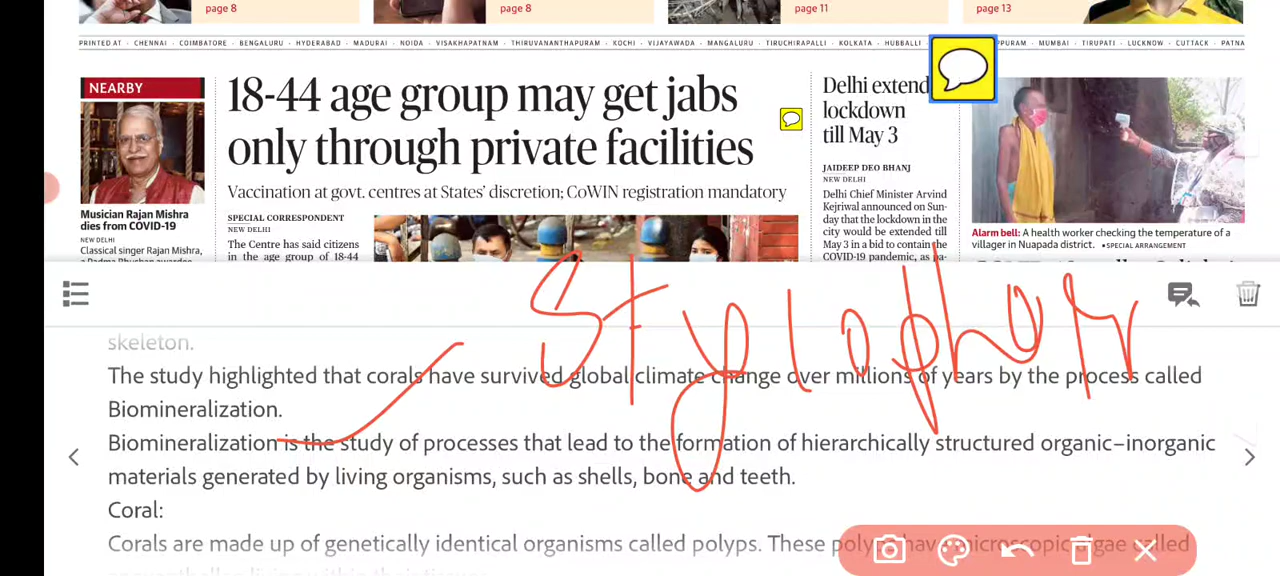 page 8
page 8
page 11
page 13
PRINTED AT • CHENNAI • COIMBATORE • BENGALURU • HYDERABAD • MADURAI • NOIDA • VISAKHAPATNAM • THIRUVANANTHAPURAM • KOCHI • VIJAYAWADA • MANGALURU • TIRUCHIRAPALLI • KOLKATA • HUBBALLI PPURAM • MUMBAI • TIRUPATI • LUCKNOW • CUTTACK • PATNA
NEARBY
Musician Rajan Mishra
dies from COVID-19
NEW DELHI
Classical singer Rajan Mishra,
18-44 age group may get jabs
only through private facilities
Vaccination at govt. centres at States' discretion; CoWIN registration mandatory
SPECIAL CORRESPONDENT
NEW DELHI
The Centre has said citizens
in the age group of 18-44
Delhi extend
lockdown
till May 3
JAIDEEP DEO BHANJ
NEW DELHI
Delhi Chief Minister Arvind
Kejriwal announced on Sun-
day that the lockdown in the
city would be extended till
May 3 in a bid to contain the
COVID-19 pandemic, as pa-
Alarm bell: A health worker checking the temperature of a
villager in Nuapada district. • SPECIAL ARRANGEMENT
Stylophor
skeleton.
The study highlighted that corals have survived global climate change over millions of years by the process called
Biomineralization.
Biomineralization is the study of processes that lead to the formation of hierarchically structured organic–inorganic
materials generated by living organisms, such as shells, bone and teeth.
Coral:
Corals are made up of genetically identical organisms called polyps. These polyps hav microscopic algae called